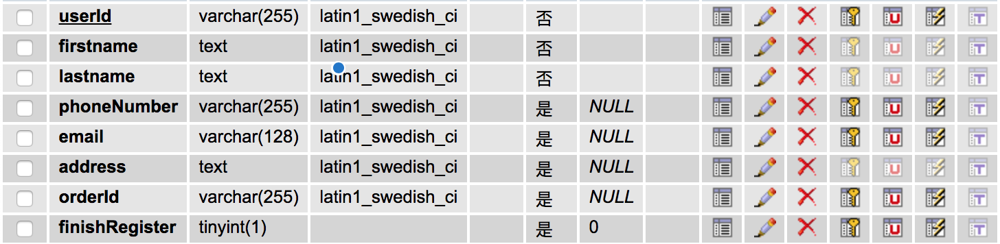 userId varchar(255) latin1_swedish_ci 否
firstname text latin1_swedish_ci 否
lastname text latin1_swedish_ci 否
phoneNumber varchar(255) latin1_swedish_ci 是 NULL
email varchar(128) latin1_swedish_ci 是 NULL
address text latin1_swedish_ci 是 NULL
orderId varchar(255) latin1_swedish_ci 是 NULL
finishRegister tinyint(1) 是 0